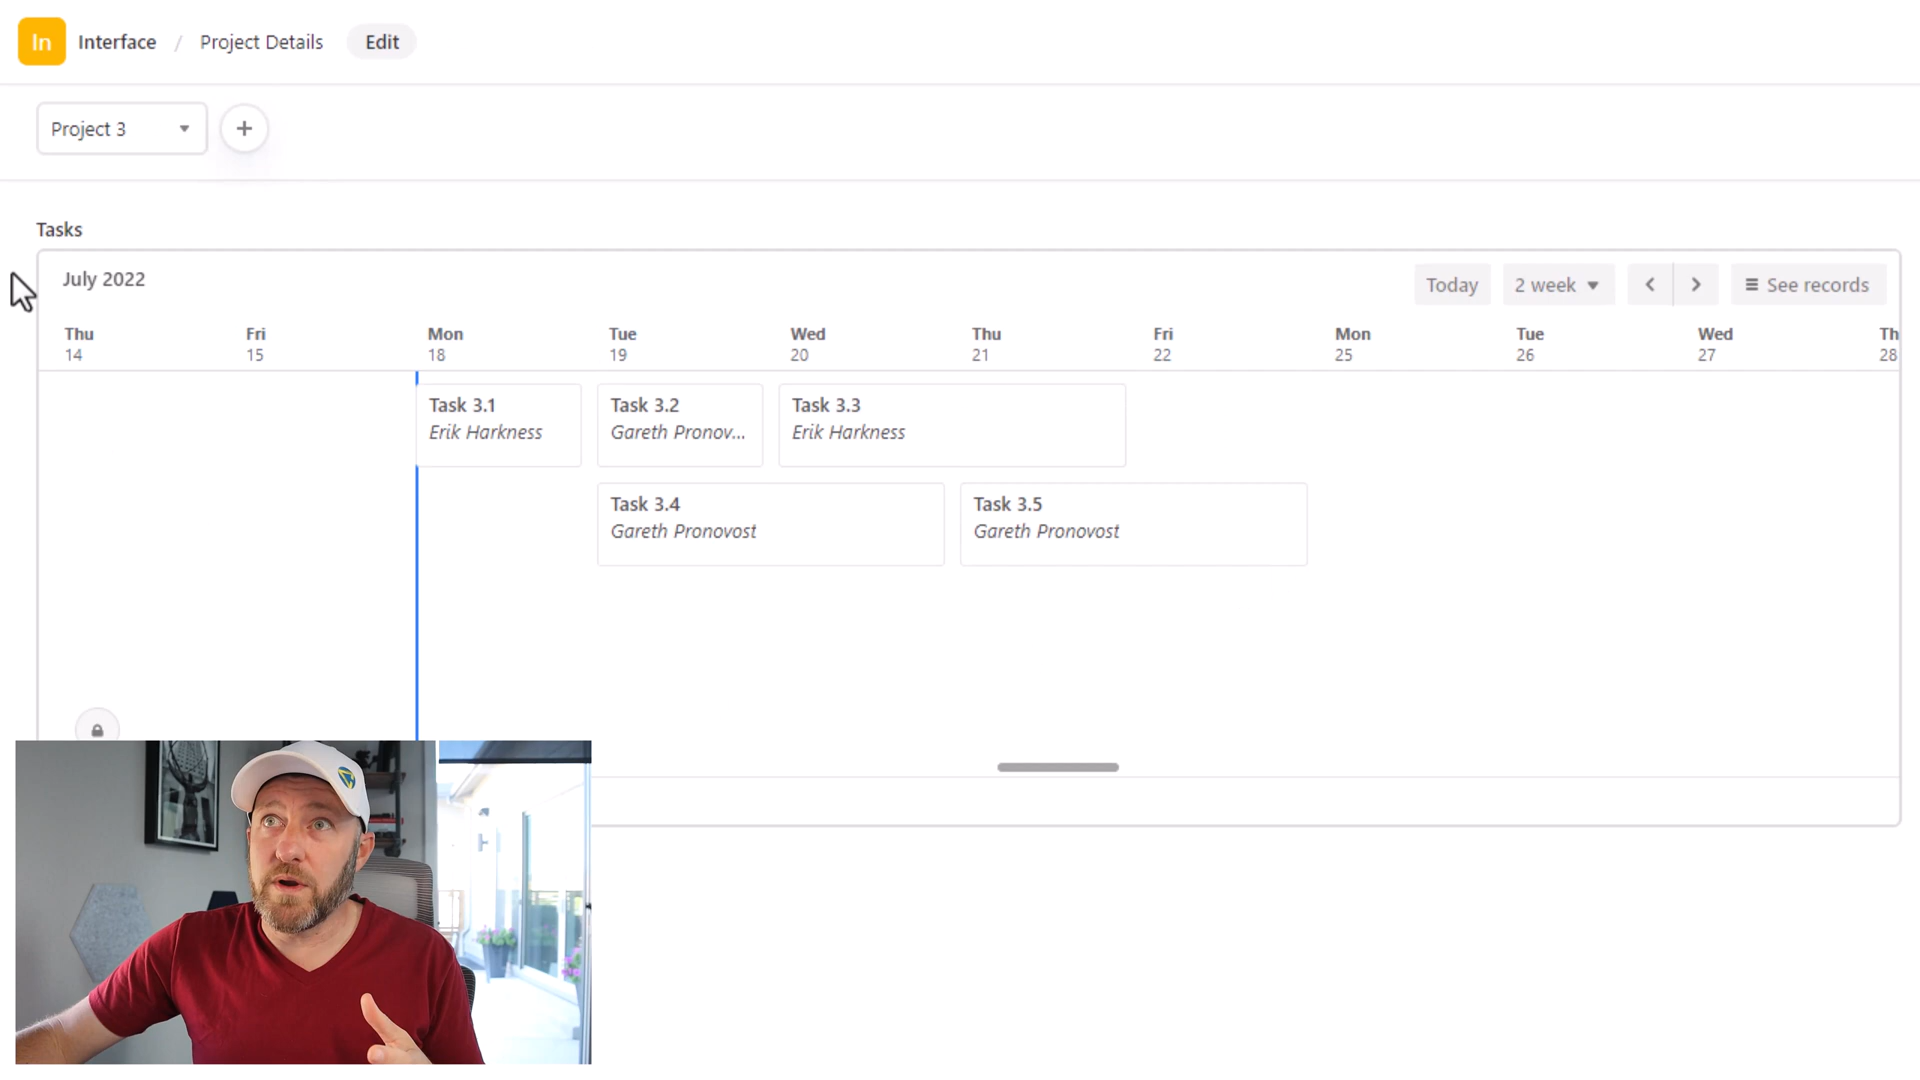 In Interface / Project Details Edit
Project 3
Tasks
July 2022 Today 2 week See records
Thu Fri Mon Tue Wed Thu Fri Mon Tue Wed Th
14 15 18 19 20 21 22 25 26 27 28
Task 3.1 Task 3.2 Task 3.3
Erik Harkness Gareth Pronov... Erik Harkness
Task 3.4 Task 3.5
Gareth Pronovost Gareth Pronovost